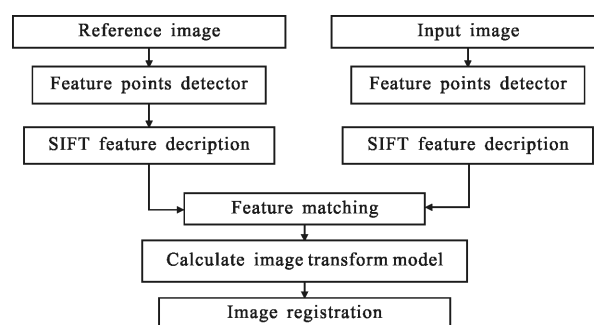 Reference image
Input image
Feature points detector
Feature points detector
SIFT feature decription
SIFT feature decription
Feature matching
Calculate image transform model
Image registration